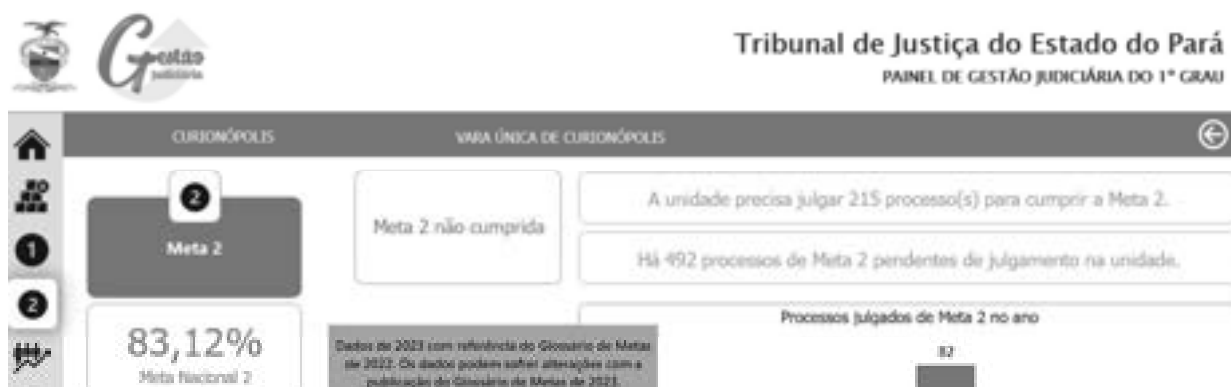 Gestão
Judiciária
Tribunal de Justiça do Estado do Pará
PAINEL DE GESTÃO JUDICIÁRIA DO 1º GRAU
CURIONÓPOLIS
VARA ÚNICA DE CURIONÓPOLIS
2
Meta 2
Meta 2 não cumprida
A unidade precisa julgar 215 processo(s) para cumprir a Meta 2.
Há 492 processos de Meta 2 pendentes de julgamento na unidade.
1
2
83,12%
Meta Nacional 2
Dados de 2023 com referência do Glossário de Metas
de 2022. Os dados podem sofrer alterações com a
publicação do Glossário de Metas de 2023.
Processos julgados de Meta 2 no ano
82